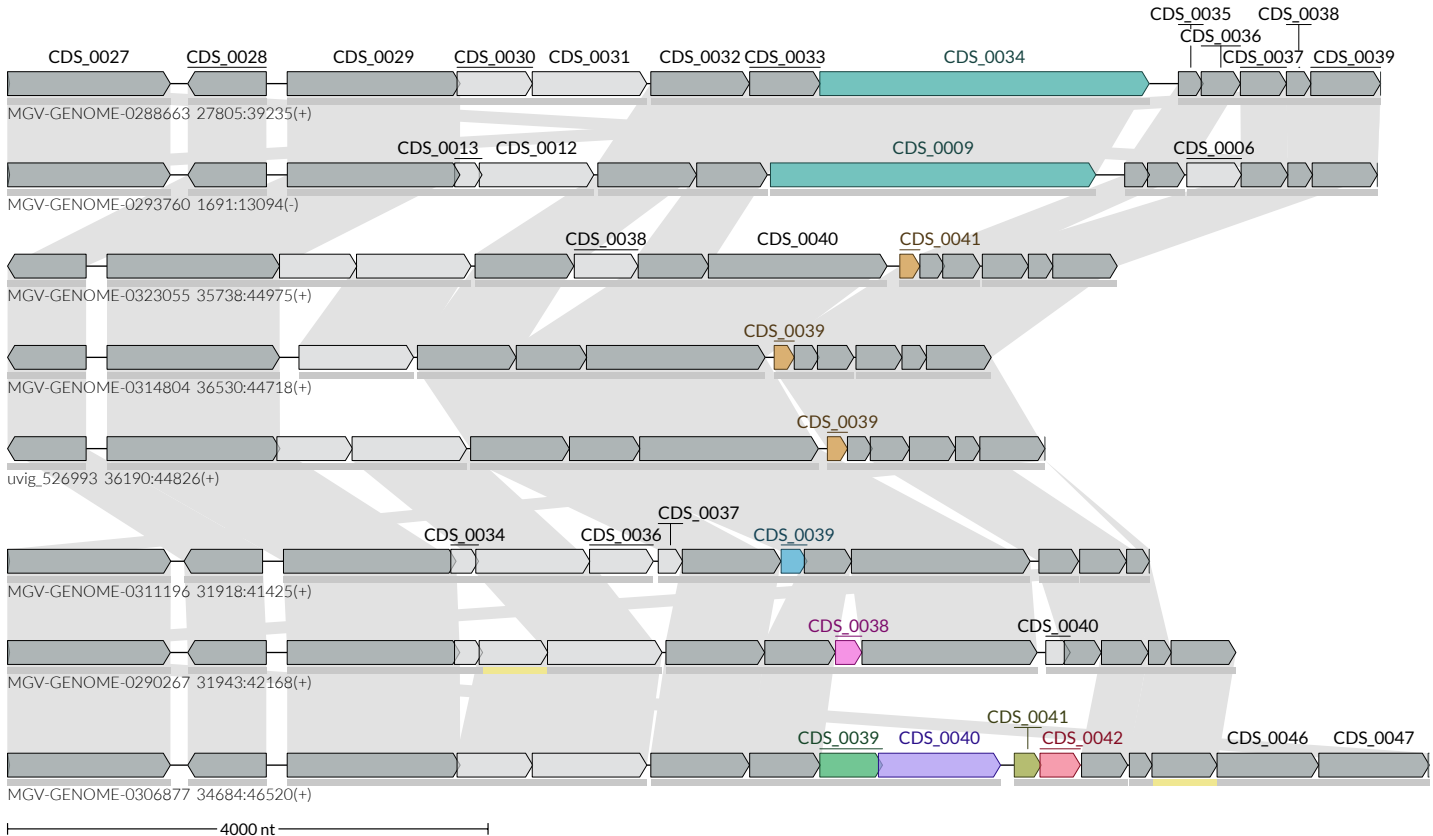 CDS_0035 CDS_0038
CDS_0036
CDS_0027 CDS_0028 CDS_0029 CDS_0030 CDS_0031 CDS_0032 CDS_0033 CDS_0034 CDS_0037 CDS_0039
MGV-GENOME-0288663 27805:39235(+)
CDS_0013 CDS_0012 CDS_0009 CDS_0006
MGV-GENOME-0293760 1691:13094(-)
CDS_0038 CDS_0040 CDS_0041
MGV-GENOME-0323055 35738:44975(+)
CDS_0039
MGV-GENOME-0314804 36530:44718(+)
CDS_0039
uvig_526993 36190:44826(+)
CDS_0037
CDS_0034 CDS_0036 CDS_0039
MGV-GENOME-0311196 31918:41425(+)
CDS_0038 CDS_0040
MGV-GENOME-0290267 31943:42168(+)
CDS_0041
CDS_0039 CDS_0040 CDS_0042 CDS_0046 CDS_0047
MGV-GENOME-0306877 34684:46520(+)
4000 nt